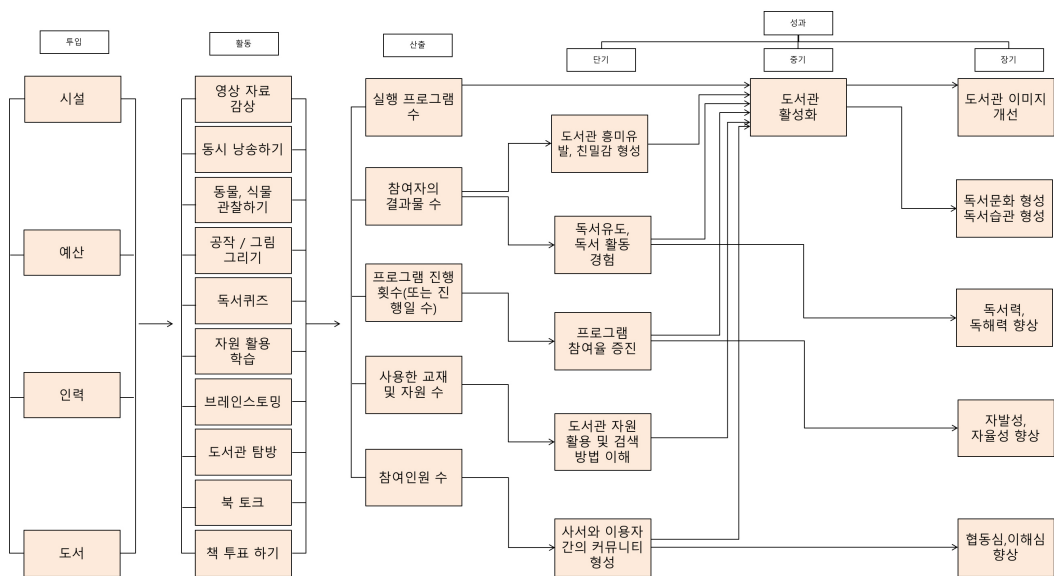 투입
활동
산출
성과
단기
중기
장기
시설
예산
인력
도서
영상 자료
감상
동시 낭송하기
동물, 식물
관찰하기
공작 / 그림
그리기
독서퀴즈
자원 활용
학습
브레인스토밍
도서관 탐방
북 토크
책 투표 하기
실행 프로그램
수
참여자의
결과물 수
프로그램 진행
횟수(또는 진
행일 수)
사용한 교재
및 자원 수
참여인원 수
도서관 흥미유
발, 친밀감 형성
독서유도,
독서 활동
경험
프로그램
참여율 증진
도서관 자원
활용 및 검색
방법 이해
사서와 이용자
간의 커뮤니티
형성
도서관
활성화
도서관 이미지
개선
독서문화 형성
독서습관 형성
독서력,
독해력 향상
자발성,
자율성 향상
협동심,이해심
향상